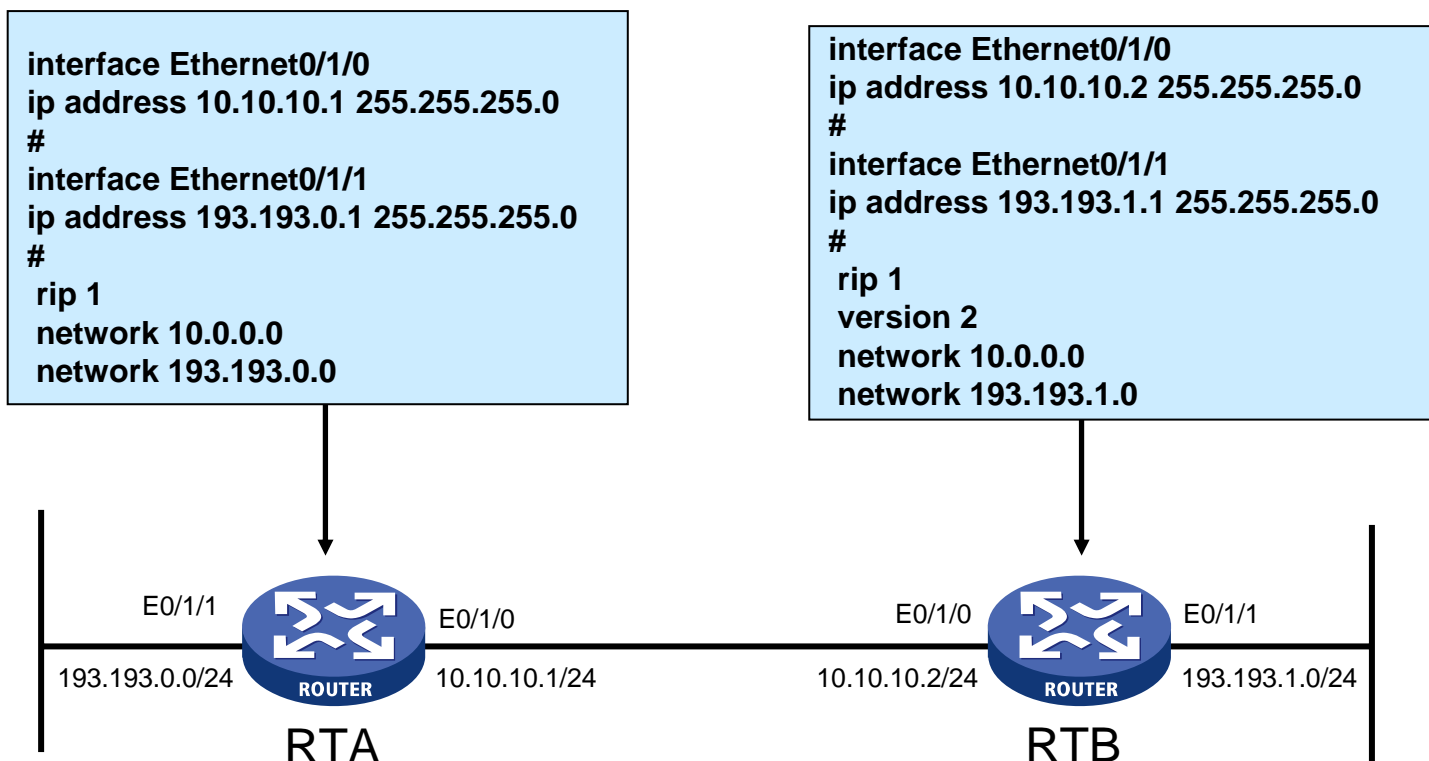 interface Ethernet0/1/0
ip address 10.10.10.1 255.255.255.0
#
interface Ethernet0/1/1
ip address 193.193.0.1 255.255.255.0
#
rip 1
network 10.0.0.0
network 193.193.0.0
interface Ethernet0/1/0
ip address 10.10.10.2 255.255.255.0
#
interface Ethernet0/1/1
ip address 193.193.1.1 255.255.255.0
#
rip 1
version 2
network 10.0.0.0
network 193.193.1.0
E0/1/1
E0/1/0
E0/1/0
E0/1/1
193.193.0.0/24
ROUTER
10.10.10.1/24
10.10.10.2/24
ROUTER
193.193.1.0/24
RTA
RTB